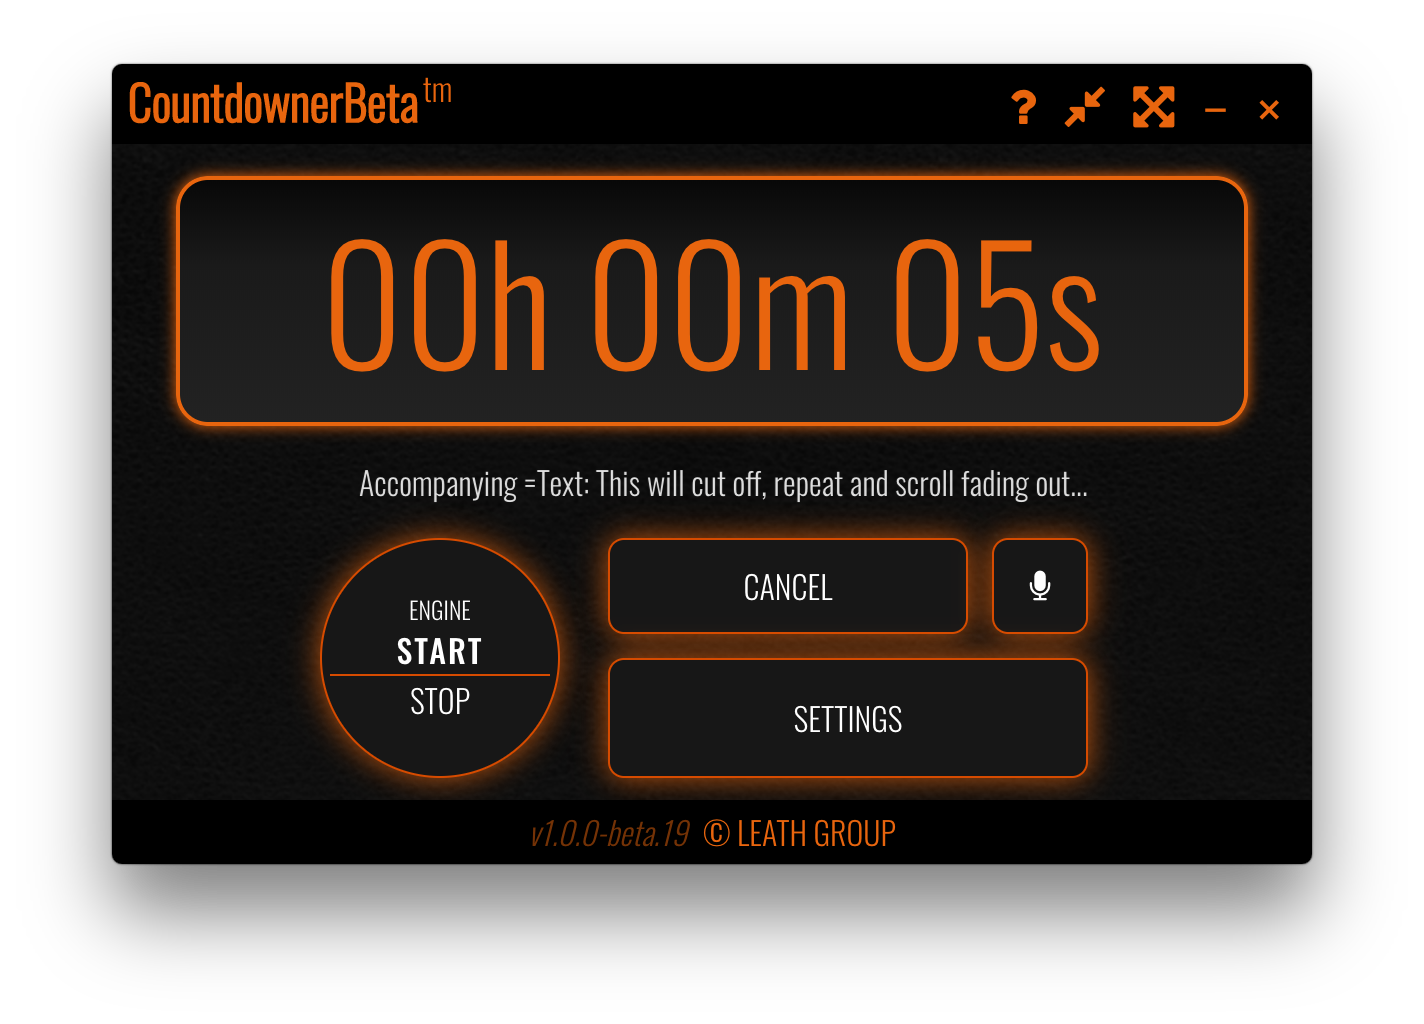 CountdownerBeta tm
00h 00m 05s
Accompanying =Text: This will cut off, repeat and scroll fading out...
ENGINE
START
STOP
CANCEL
SETTINGS
v1.0.0-beta.19 © LEATH GROUP